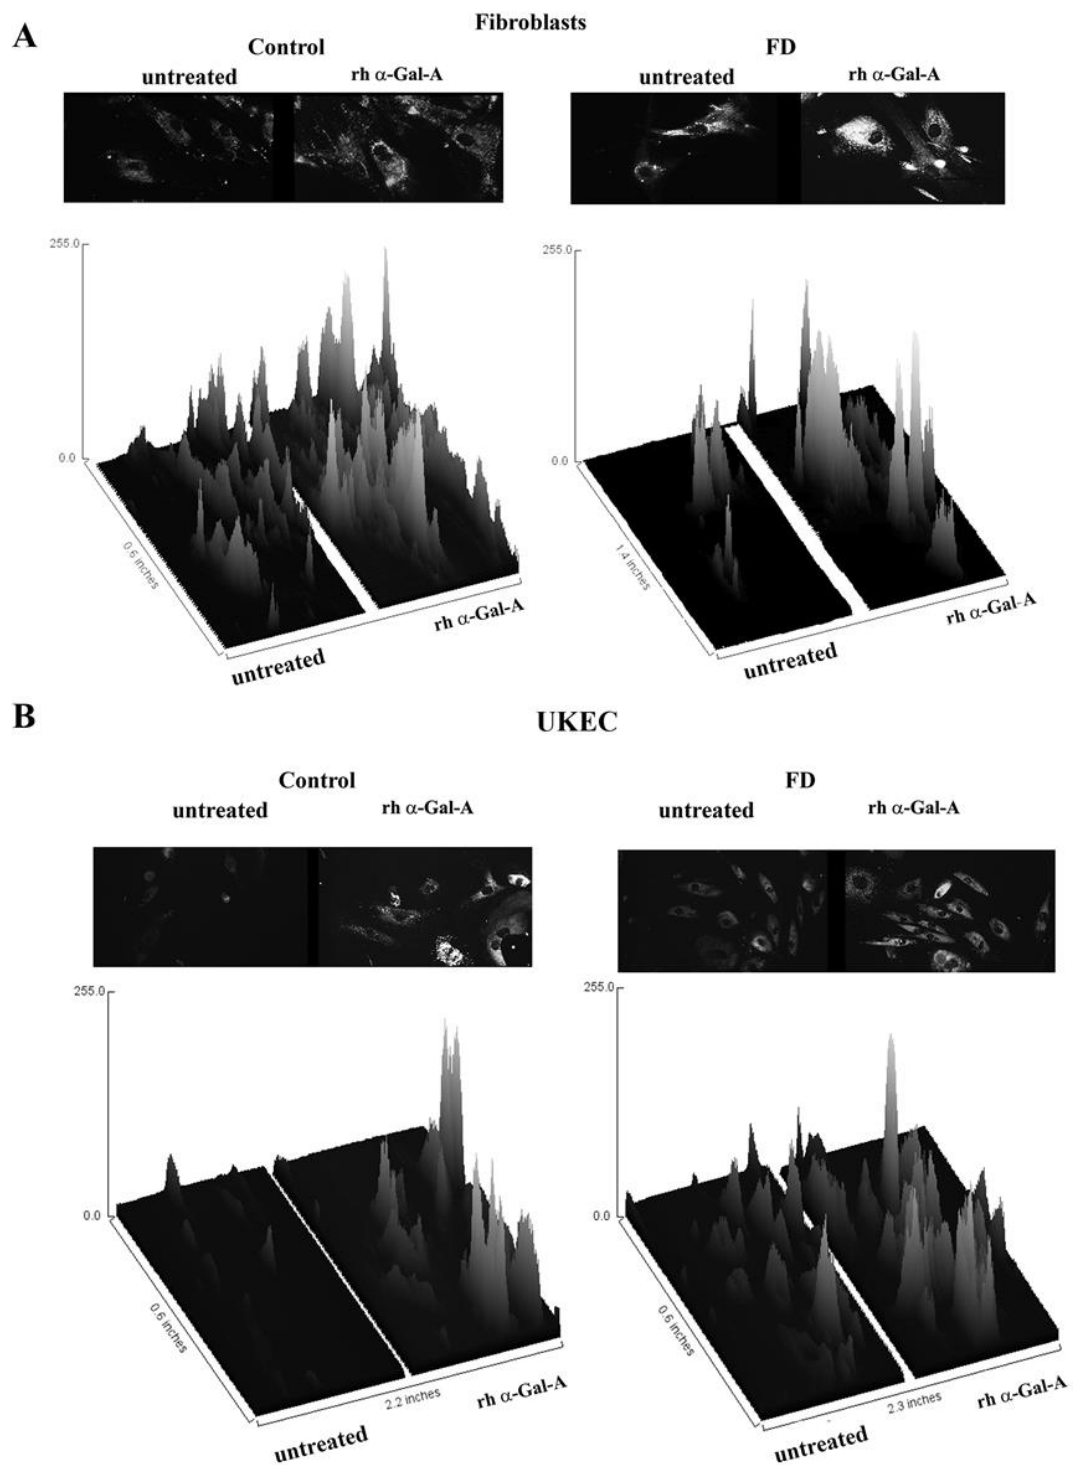 A
Fibroblasts
Control
FD
untreated
rh α-Gal-A
untreated
rh α-Gal-A
255.0
0.0
0.6 inches
untreated
rh α-Gal-A
255.0
0.0
1.4 inches
untreated
rh α-Gal-A
B
UKEC
Control
FD
untreated
rh α-Gal-A
untreated
rh α-Gal-A
255.0
0.0
0.6 inches
2.2 inches
untreated
rh α-Gal-A
255.0
0.0
0.6 inches
2.3 inches
untreated
rh α-Gal-A